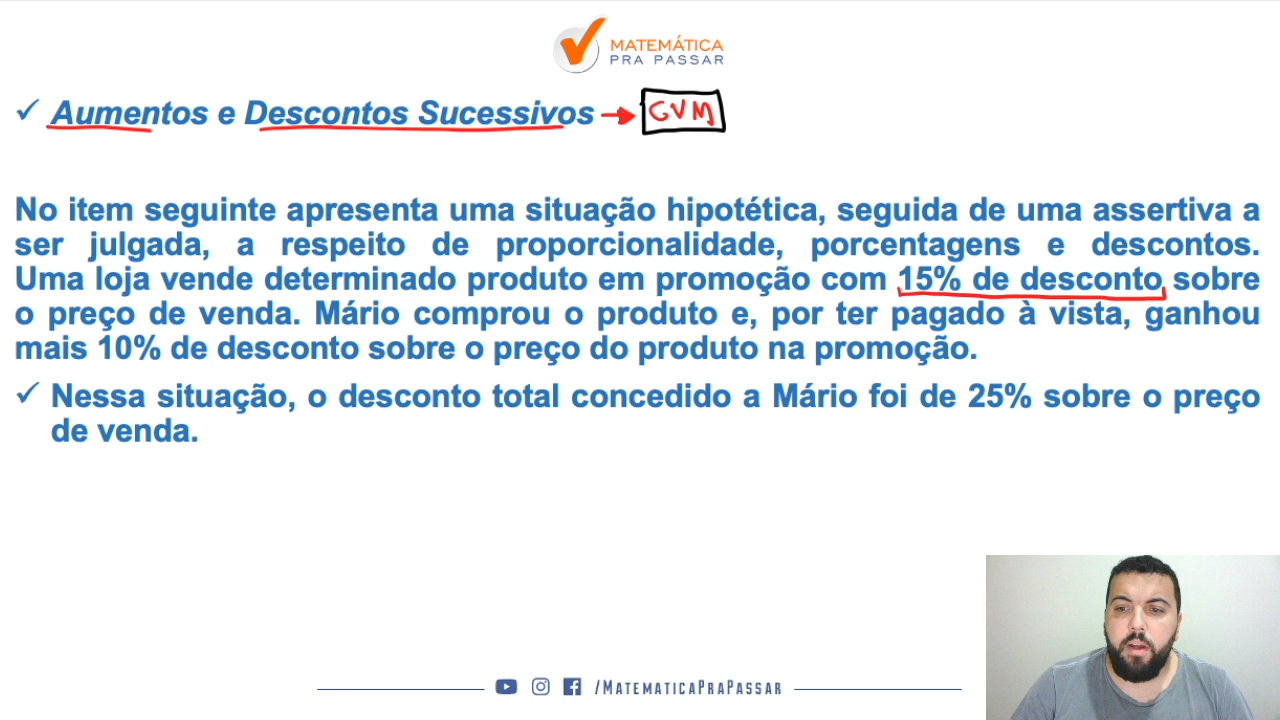 MATEMÁTICA
PRA PASSAR
✓ Aumentos e Descontos Sucessivos → GVM
No item seguinte apresenta uma situação hipotética, seguida de uma assertiva a
ser julgada, a respeito de proporcionalidade, porcentagens e descontos.
Uma loja vende determinado produto em promoção com 15% de desconto sobre
o preço de venda. Mário comprou o produto e, por ter pagado à vista, ganhou
mais 10% de desconto sobre o preço do produto na promoção.
✓ Nessa situação, o desconto total concedido a Mário foi de 25% sobre o preço
de venda.
/MATEMATICAPRAPASSAR